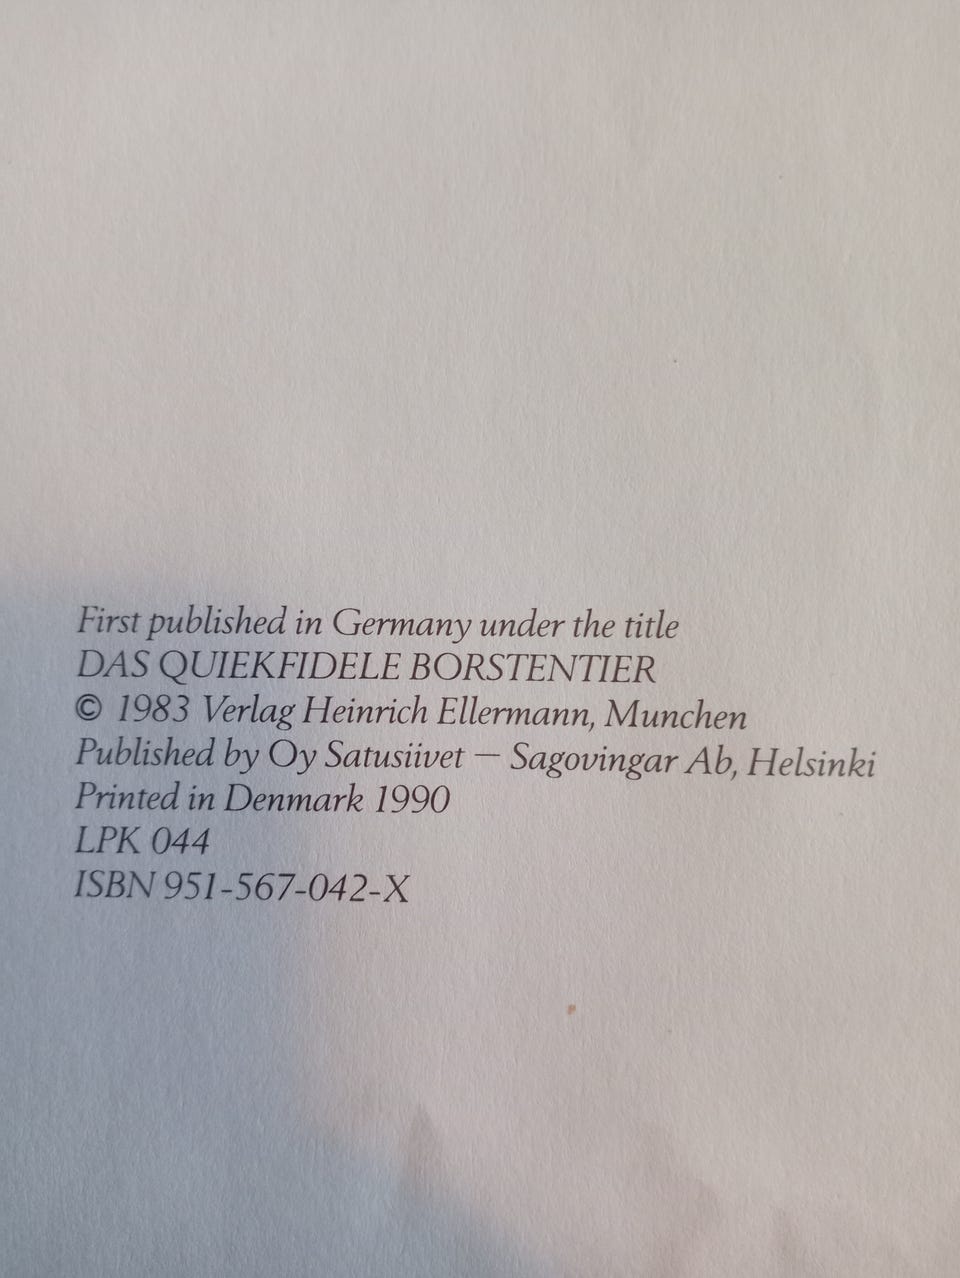 First published in Germany under the title
DAS QUIEKFIDELE BORSTENTIER
© 1983 Verlag Heinrich Ellermann, Munchen
Published by Oy Satusiivet — Sagovingar Ab, Helsinki
Printed in Denmark 1990
LPK 044
ISBN 951-567-042-X